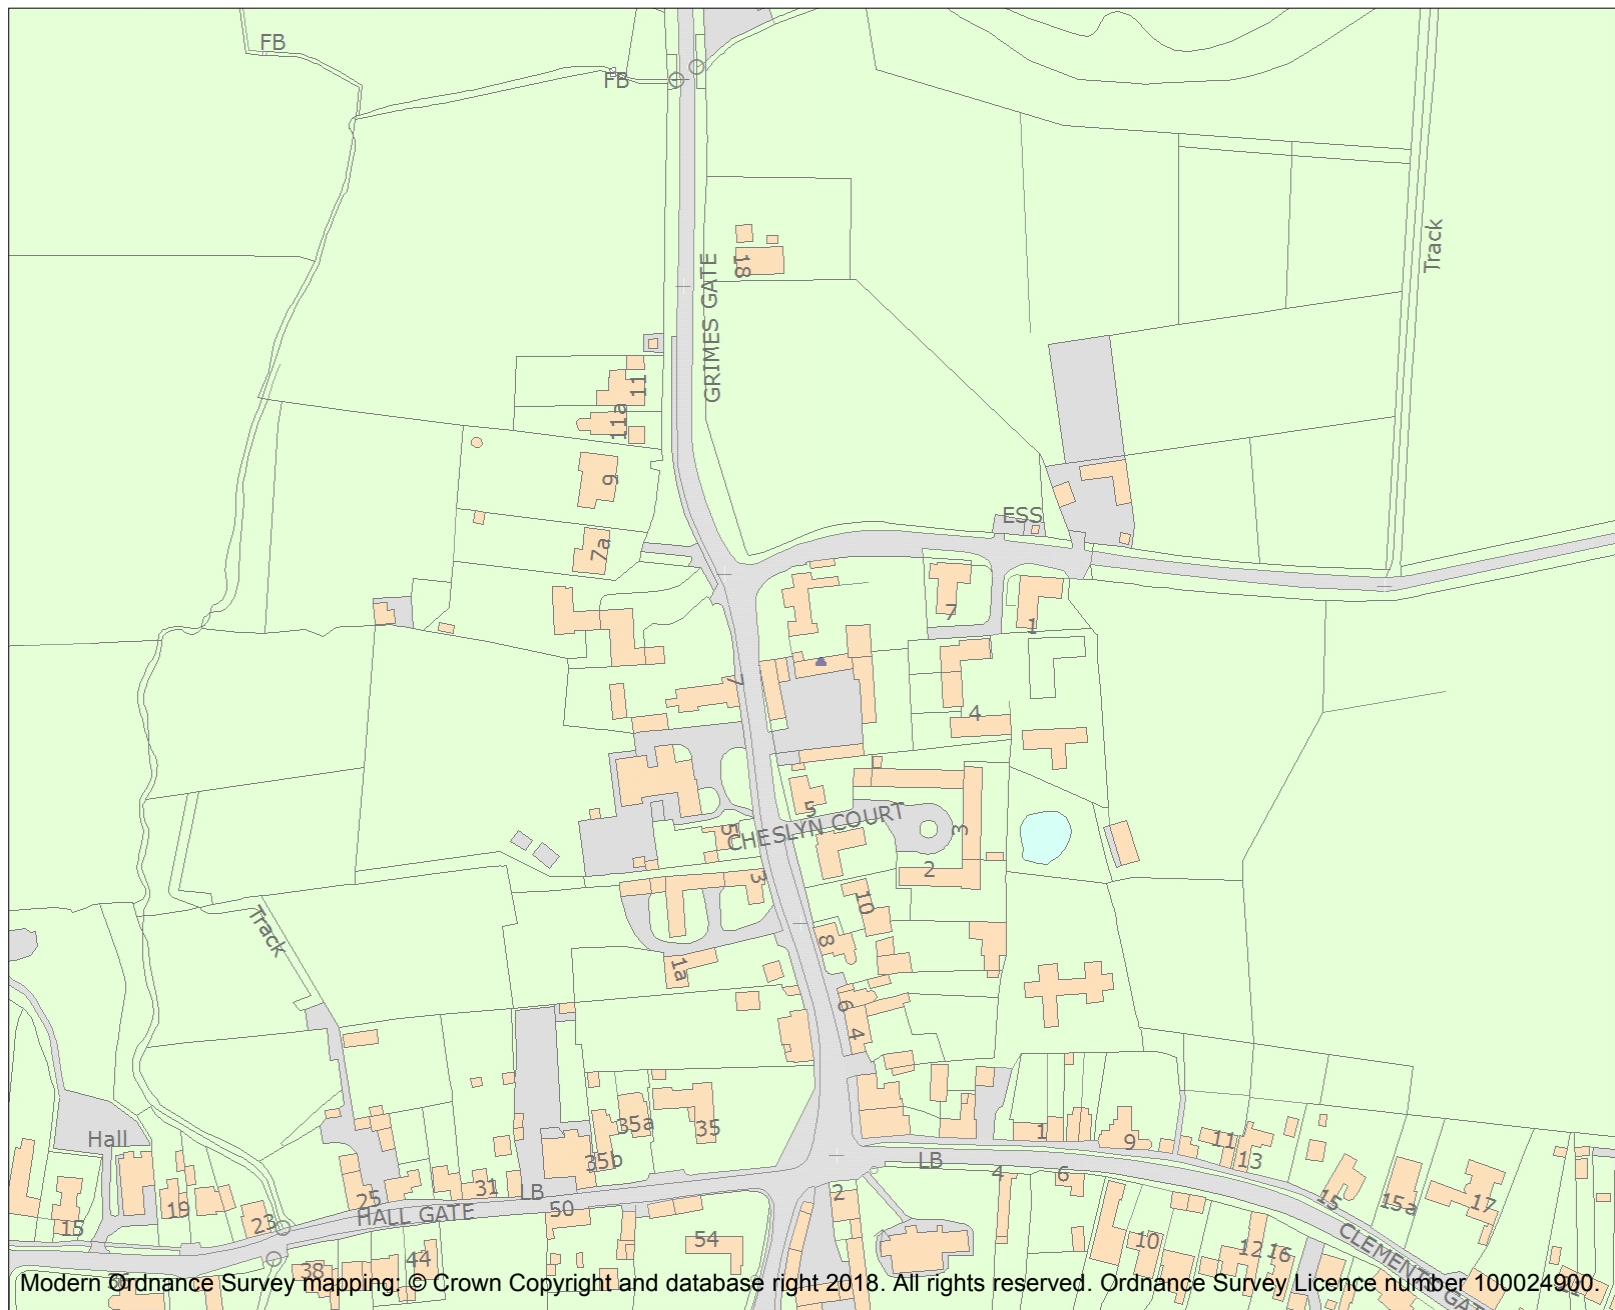 FB
FB
Track
18
GRIMES GATE
11
11a
9
7a
ESS
7
1
7
4
5
CHESLYN COURT
5
3
2
3
10
8
Track
1a
6
4
Hall
35a
35
35b
1
9
11
13
LB
4
6
15
15a
17
2
31
LB
50
25
19
15
23
HALL GATE
54
44
38
10
12
16
CLEMENTS GATE
Modern Ordnance Survey mapping: © Crown Copyright and database right 2018. All rights reserved. Ordnance Survey Licence number 100024900.